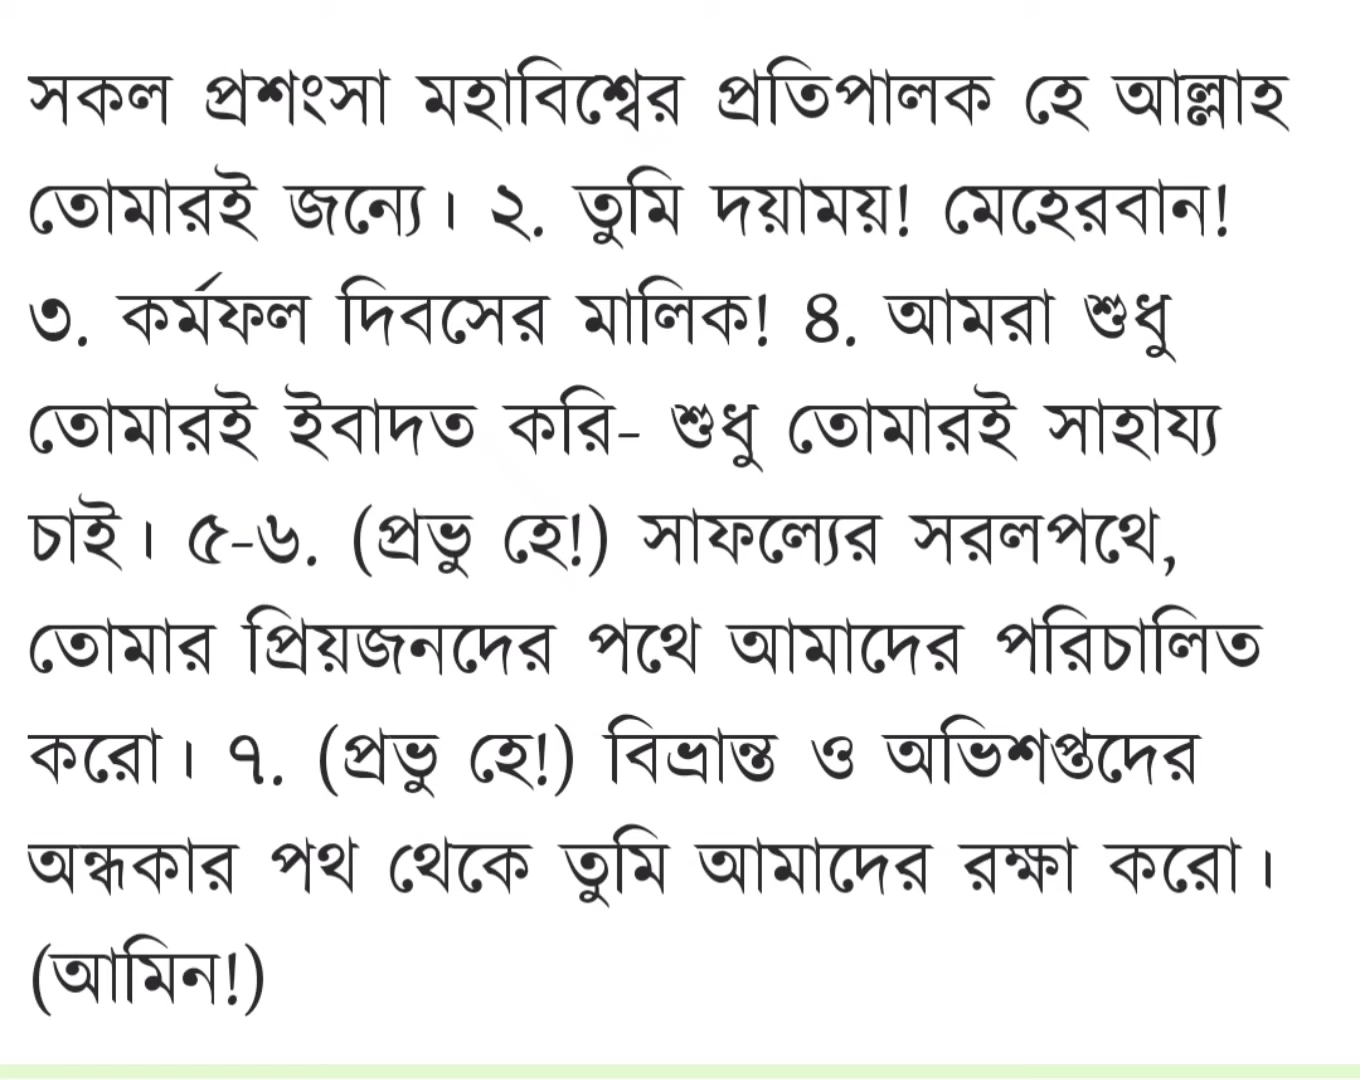 সকল প্রশংসা মহাবিশ্বের প্রতিপালক হে আল্লাহ
তোমারই জন্যে। ২. তুমি দয়াময়! মেহেরবান!
৩. কর্মফল দিবসের মালিক! ৪. আমরা শুধু
তোমারই ইবাদত করি- শুধু তোমারই সাহায্য
চাই। ৫-৬. (প্রভু হে!) সাফল্যের সরলপথে,
তোমার প্রিয়জনদের পথে আমাদের পরিচালিত
করো। ৭. (প্রভু হে!) বিভ্রান্ত ও অভিশপ্তদের
অন্ধকার পথ থেকে তুমি আমাদের রক্ষা করো।
(আমিন!)